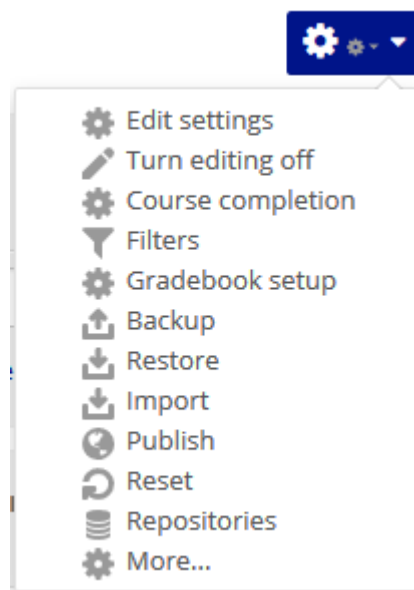 Edit settings
Turn editing off
Course completion
Filters
Gradebook setup
Backup
Restore
Import
Publish
Reset
Repositories
More...